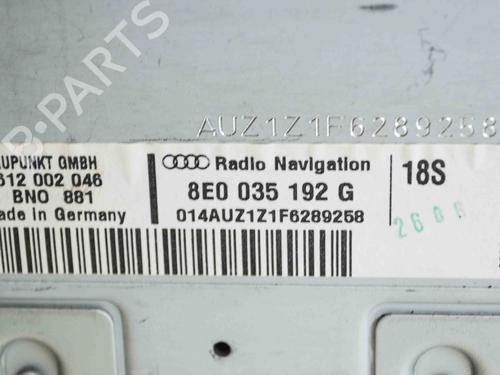 AUZ1Z1F6289258
AUPUNKT GMBH
612 002 046
BNO 881
ade in Germany
Radio Navigation
8E0 035 192 G
014AUZ1Z1F6289258
18S
2606
B-PARTS